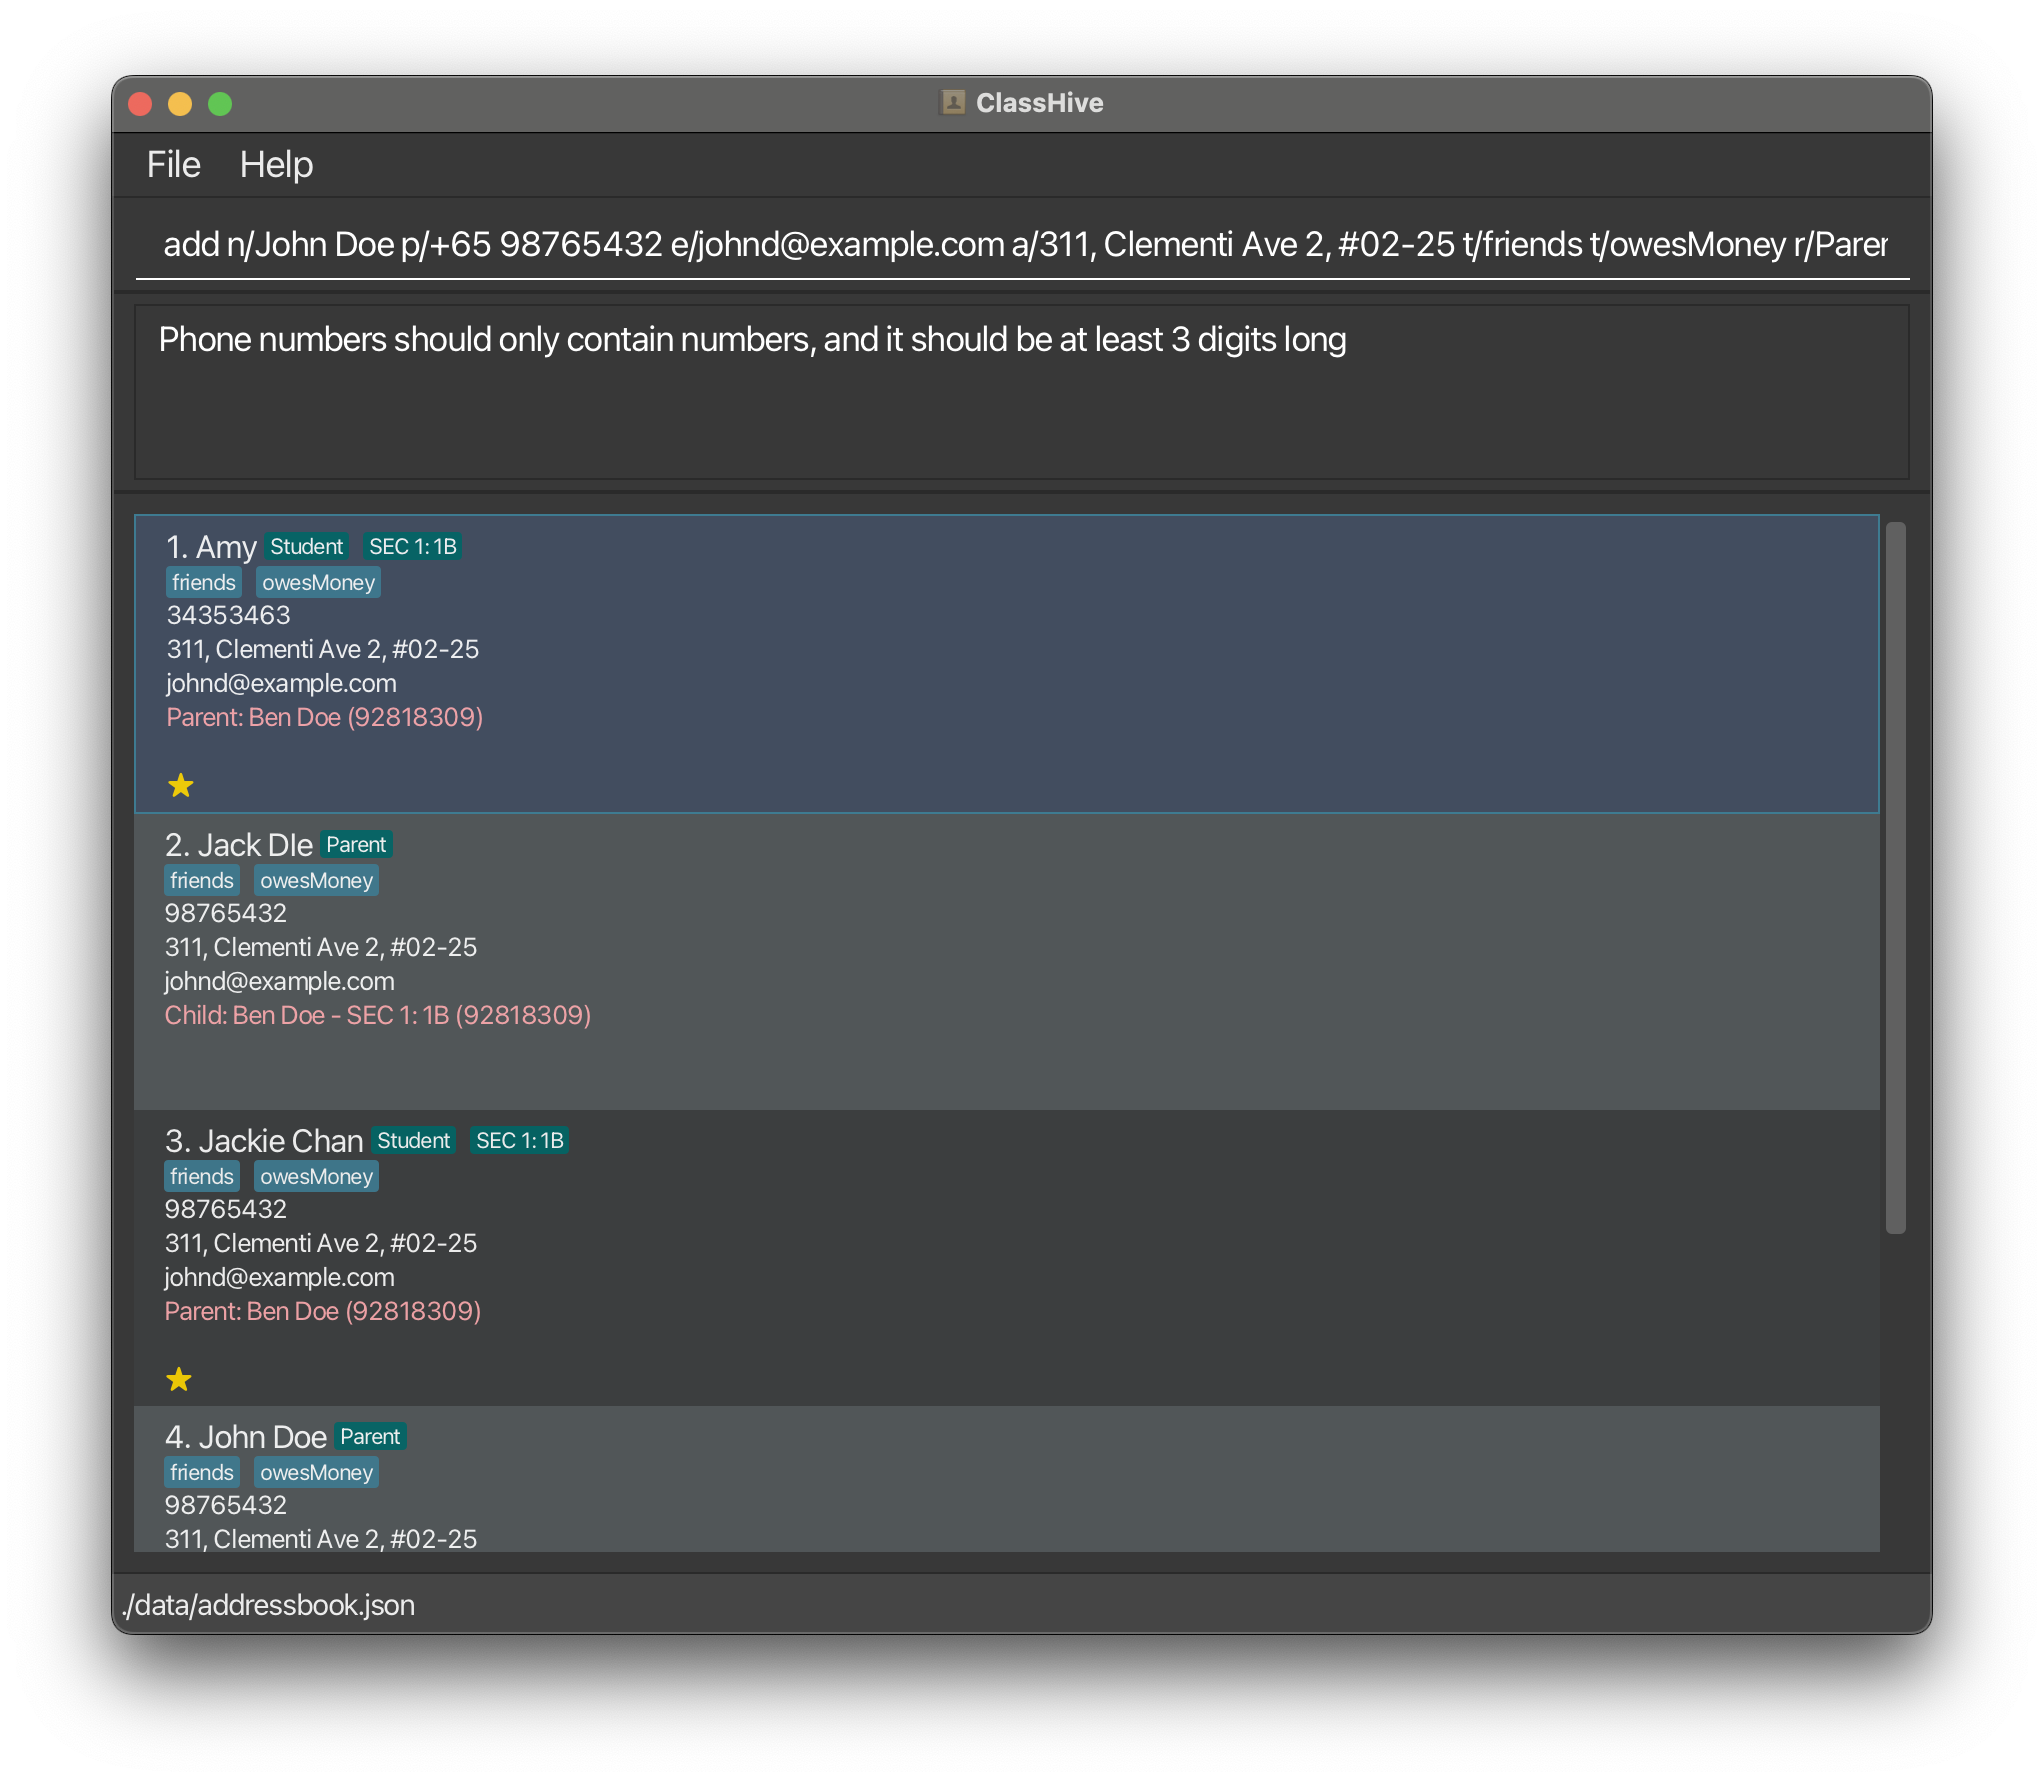 ClassHive
File Help
add n/John Doe p/+65 98765432 e/johnd@example.com a/311, Clementi Ave 2, #02-25 t/friends t/owesMoney r/Parer
Phone numbers should only contain numbers, and it should be at least 3 digits long
1. Amy Student SEC 1: 1B
friends owesMoney
34353463
311, Clementi Ave 2, #02-25
johnd@example.com
Parent: Ben Doe (92818309)
2. Jack Dle Parent
friends owesMoney
98765432
311, Clementi Ave 2, #02-25
johnd@example.com
Child: Ben Doe - SEC 1: 1B (92818309)
3. Jackie Chan Student SEC 1: 1B
friends owesMoney
98765432
311, Clementi Ave 2, #02-25
johnd@example.com
Parent: Ben Doe (92818309)
4. John Doe Parent
friends owesMoney
98765432
311, Clementi Ave 2, #02-25
./data/addressbook.json